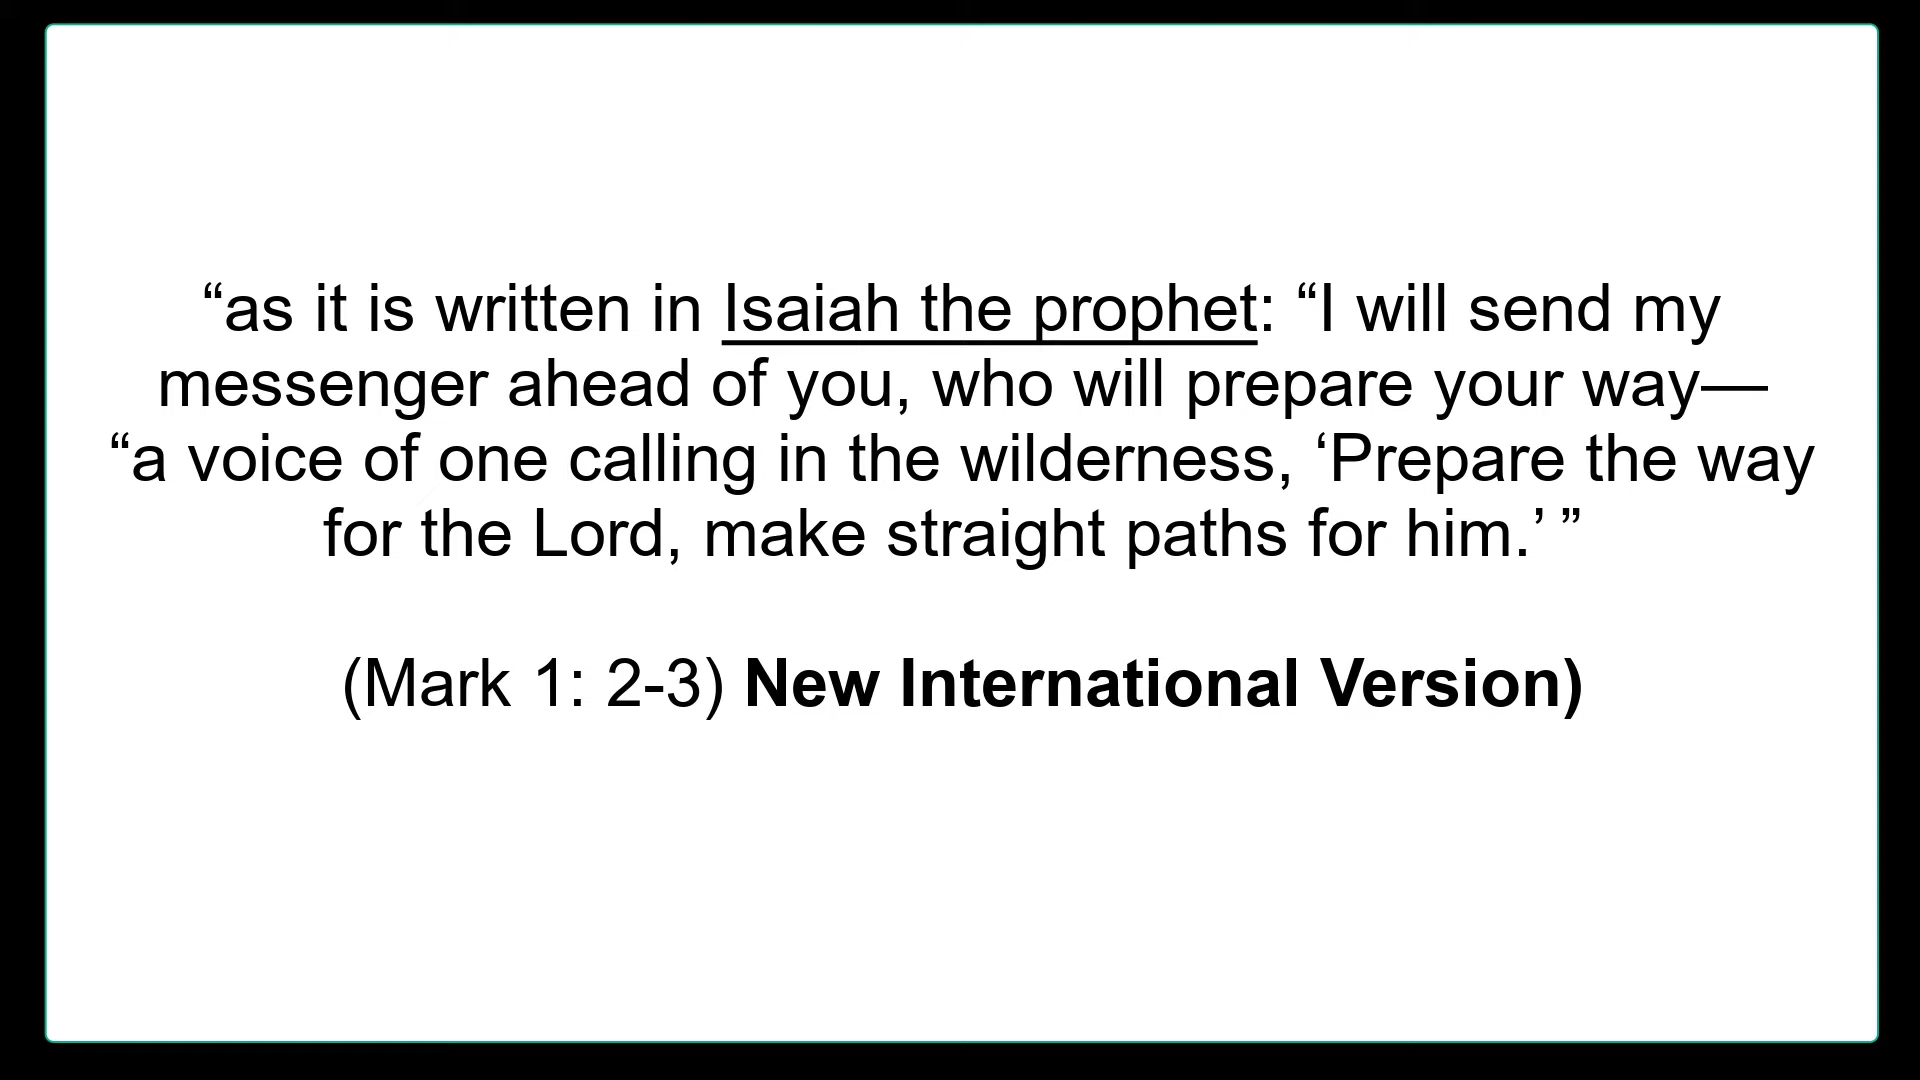 “as it is written in Isaiah the prophet: “I will send my
messenger ahead of you, who will prepare your way—
“a voice of one calling in the wilderness, ‘Prepare the way
for the Lord, make straight paths for him.’ ”
(Mark 1: 2-3) New International Version)